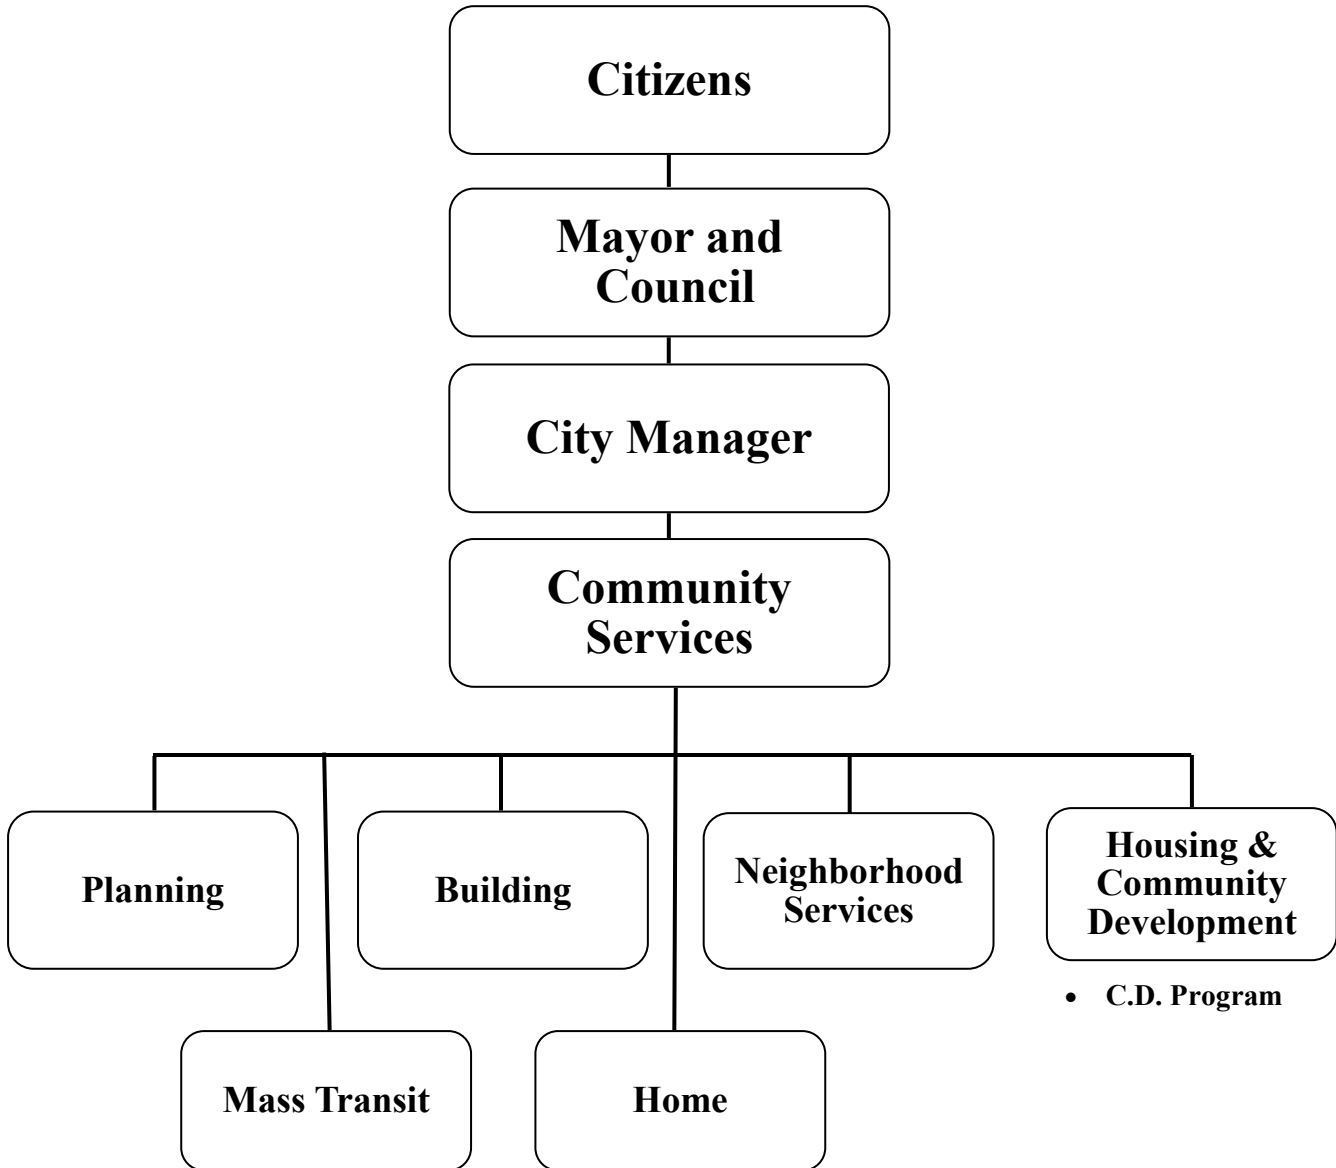 Citizens
Mayor and
Council
City Manager
Community
Services
Planning
Building
Neighborhood
Services
Housing &
Community
Development
• C.D. Program
Mass Transit
Home